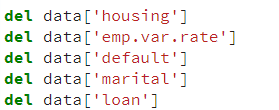 del data['housing']
del data['emp.var.rate']
del data['default']
del data['marital']
del data['loan']